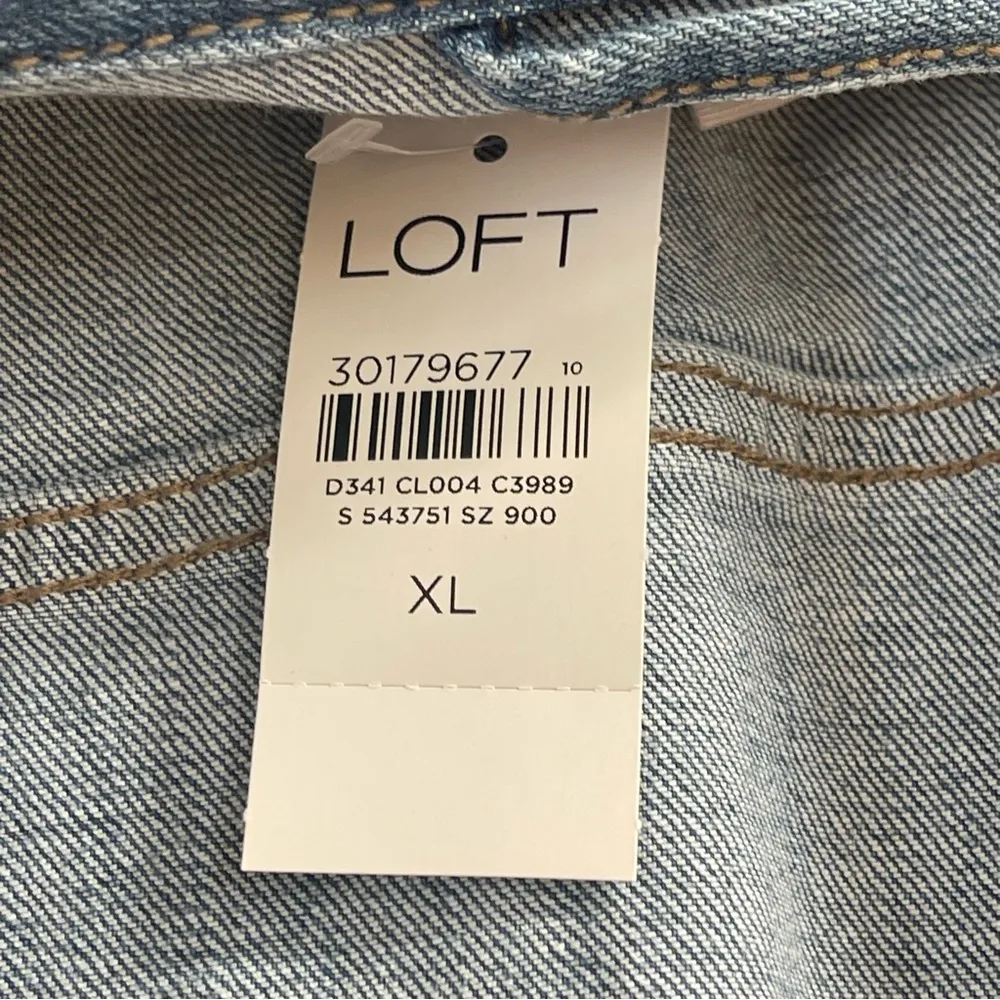 LOFT
30179677 10
D341 CL004 C3989
S 543751 SZ 900
XL